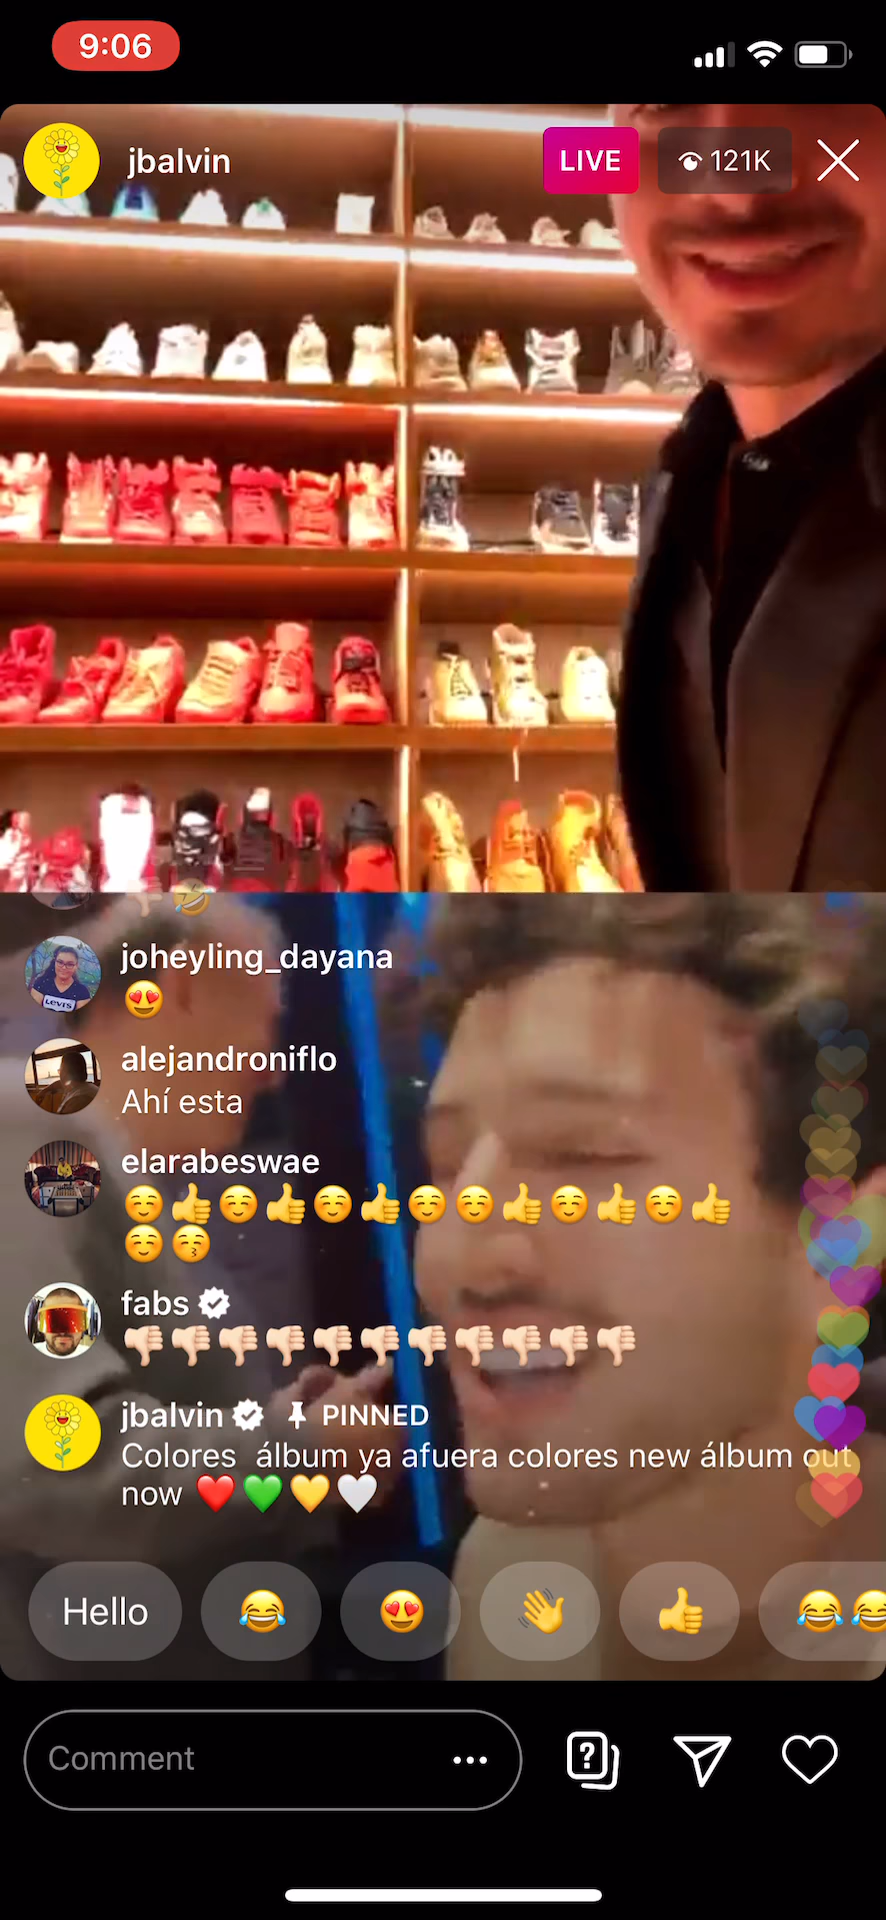 9:06
jbalvin
LIVE
121K
LEVI'S
joheyling_dayana
😍
alejandroniflo
Ahí esta
elarabeswae
☺️👍☺️👍☺️👍☺️☺️👍☺️👍☺️👍
☺️😚
fabs
👎🏻👎🏻👎🏻👎🏻👎🏻👎🏻👎🏻👎🏻👎🏻👎🏻👎🏻
jbalvin PINNED
Colores álbum ya afuera colores new álbum out
now ❤️💚💛🤍
Hello 😂 😍 👋 👍 😂😂
Comment ...
?